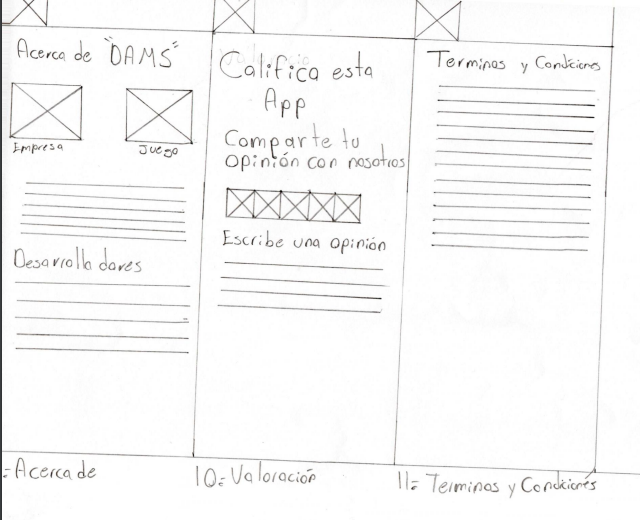 Acerca de "DAMS"
Empresa
Juego
Desarrolladores
Califica esta
App
Comparte tu
opinión con nosotros
Escribe una opinión
Terminos y Condiciones
= Acerca de
10= Valoración
11= Terminos y Condiciones